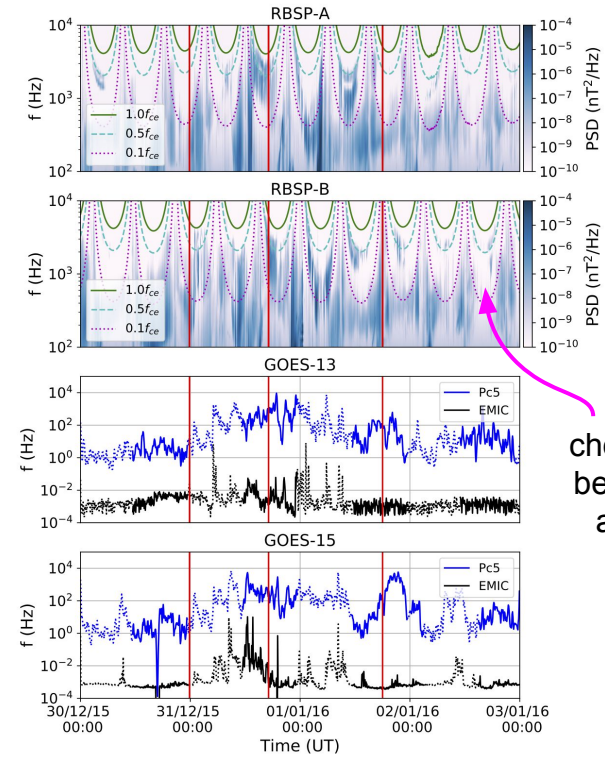 RBSP-A
10^4
10^3
10^2
f (Hz)
1.0f_ce
0.5f_ce
0.1f_ce
10^-4
10^-5
10^-6
10^-7
10^-8
10^-9
10^-10
PSD (nT^2/Hz)
RBSP-B
10^4
10^3
10^2
f (Hz)
1.0f_ce
0.5f_ce
0.1f_ce
10^-4
10^-5
10^-6
10^-7
10^-8
10^-9
10^-10
PSD (nT^2/Hz)
GOES-13
10^4
10^2
10^0
10^-2
10^-4
f (Hz)
Pc5
EMIC
GOES-15
10^4
10^2
10^0
10^-2
10^-4
f (Hz)
Pc5
EMIC
30/12/15 31/12/15 01/01/16 02/01/16 03/01/16
00:00 00:00 00:00 00:00 00:00
Time (UT)